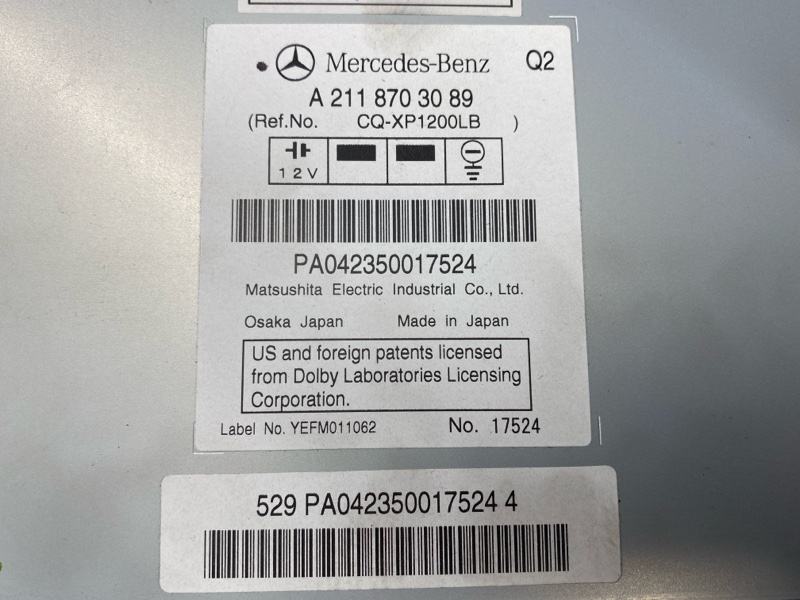 Mercedes-Benz Q2
A 211 870 30 89
(Ref.No. CQ-XP1200LB )
12V
PA042350017524
Matsushita Electric Industrial Co., Ltd.
Osaka Japan Made in Japan
US and foreign patents licensed
from Dolby Laboratories Licensing
Corporation.
Label No. YEFM011062 No. 17524
529 PA042350017524 4